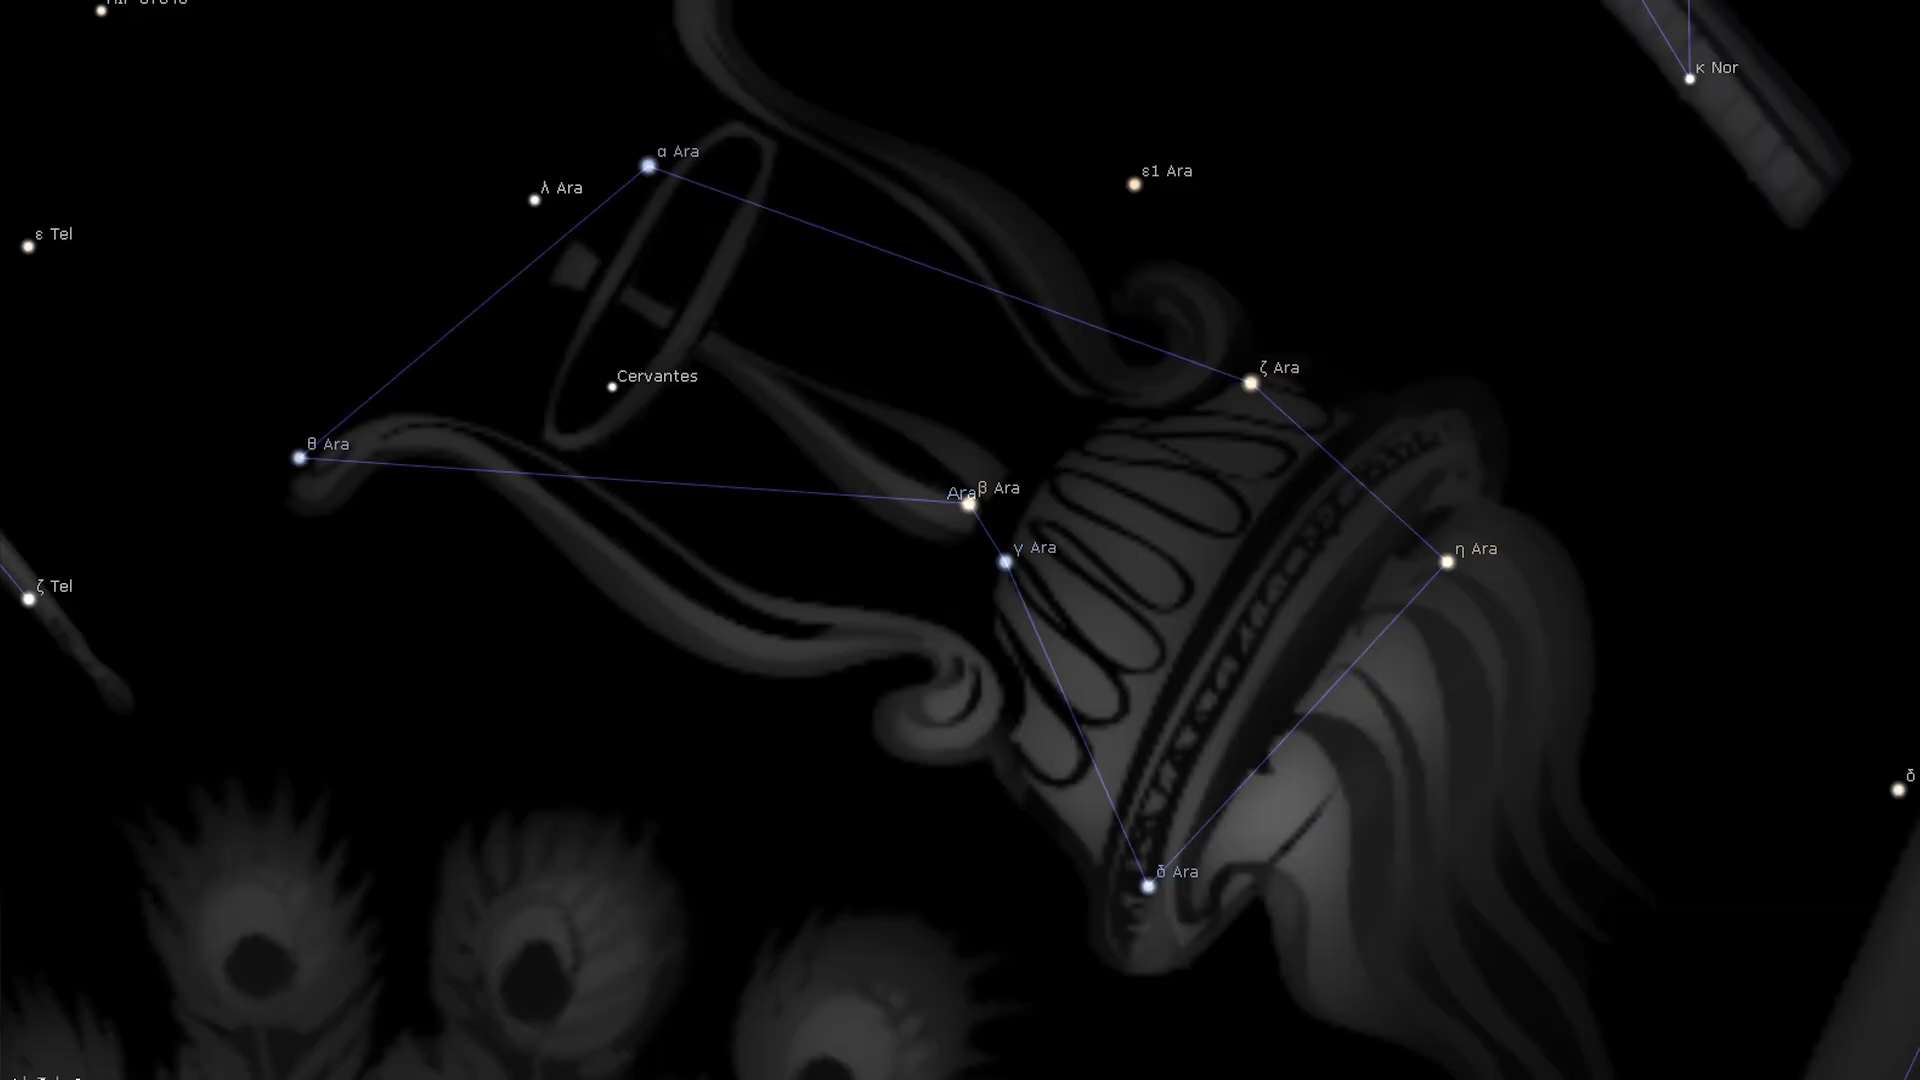 κ Nor
α Ara
ε1 Ara
λ Ara
ε Tel
ζ Ara
Cervantes
θ Ara
β Ara
Ara
γ Ara
η Ara
ζ Tel
δ
δ Ara